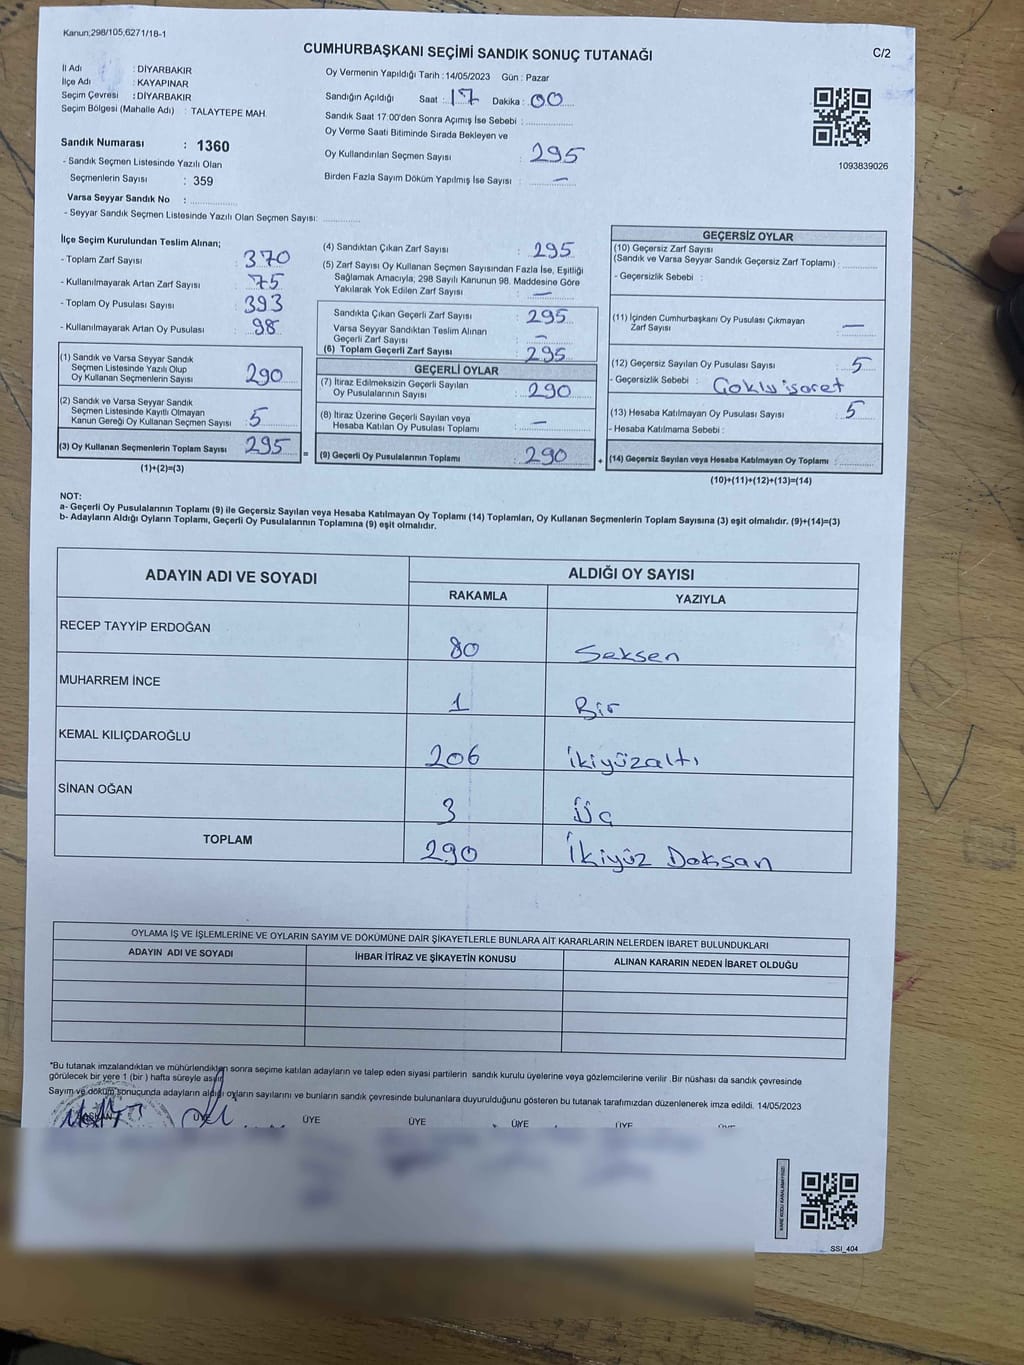 Kanun,298/105,6271/18-1
CUMHURBAŞKANI SEÇİMİ SANDIK SONUÇ TUTANAĞI
C/2
İl Adı : DİYARBAKIR
İlçe Adı : KAYAPINAR
Seçim Çevresi : DİYARBAKIR
Seçim Bölgesi (Mahalle Adı) : TALAYTEPE MAH.
Oy Vermenin Yapıldığı Tarih : 14/05/2023 Gün : Pazar
Sandığın Açıldığı Saat : 17 Dakika : 00
Sandık Saat 17:00'den Sonra Açımış İse Sebebi :
Oy Verme Saati Bitiminde Sırada Bekleyen ve
Oy Kullandırılan Seçmen Sayısı : 295
Birden Fazla Sayım Döküm Yapılmış İse Sayısı : —
1093839026
Sandık Numarası : 1360
- Sandık Seçmen Listesinde Yazılı Olan
Seçmenlerin Sayısı : 359
Varsa Seyyar Sandık No :
- Seyyar Sandık Seçmen Listesinde Yazılı Olan Seçmen Sayısı:
İlçe Seçim Kurulundan Teslim Alınan;
- Toplam Zarf Sayısı : 370
- Kullanılmayarak Artan Zarf Sayısı : 75
- Toplam Oy Pusulası Sayısı : 393
- Kullanılmayarak Artan Oy Pusulası : 98
(1) Sandık ve Varsa Seyyar Sandık
Seçmen Listesinde Yazılı Olup
Oy Kullanan Seçmenlerin Sayısı : 290
(2) Sandık ve Varsa Seyyar Sandık
Seçmen Listesinde Kayıtlı Olmayan
Kanun Gereği Oy Kullanan Seçmen Sayısı : 5
(3) Oy Kullanan Seçmenlerin Toplam Sayısı : 295
(1)+(2)=(3)
(4) Sandıktan Çıkan Zarf Sayısı : 295
(5) Zarf Sayısı Oy Kullanan Seçmen Sayısından Fazla İse, Eşitliği
Sağlamak Amacıyla, 298 Sayılı Kanunun 98. Maddesine Göre
Yakılarak Yok Edilen Zarf Sayısı : —
Sandıkta Çıkan Geçerli Zarf Sayısı : 295
Varsa Seyyar Sandıktan Teslim Alınan
Geçerli Zarf Sayısı : —
(6) Toplam Geçerli Zarf Sayısı : 295
GEÇERLİ OYLAR
(7) İtiraz Edilmeksizin Geçerli Sayılan
Oy Pusulalarının Sayısı : 290
(8) İtiraz Üzerine Geçerli Sayılan veya
Hesaba Katılan Oy Pusulası Toplamı : —
= (9) Geçerli Oy Pusulalarının Toplamı : 290
GEÇERSİZ OYLAR
(10) Geçersiz Zarf Sayısı
(Sandık ve Varsa Seyyar Sandık Geçersiz Zarf Toplamı) :
- Geçersizlik Sebebi :
(11) İçinden Cumhurbaşkanı Oy Pusulası Çıkmayan
Zarf Sayısı : —
(12) Geçersiz Sayılan Oy Pusulası Sayısı : 5
- Geçersizlik Sebebi : Çoklu işaret
(13) Hesaba Katılmayan Oy Pusulası Sayısı : 5
- Hesaba Katılmama Sebebi :
+ (14) Geçersiz Sayılan veya Hesaba Katılmayan Oy Toplamı :
(10)+(11)+(12)+(13)=(14)
NOT:
a- Geçerli Oy Pusulalarının Toplamı (9) ile Geçersiz Sayılan veya Hesaba Katılmayan Oy Toplamı (14) Toplamları, Oy Kullanan Seçmenlerin Toplam Sayısına (3) eşit olmalıdır. (9)+(14)=(3)
b- Adayların Aldığı Oyların Toplamı, Geçerli Oy Pusulalarının Toplamına (9) eşit olmalıdır.
ADAYIN ADI VE SOYADI
ALDIĞI OY SAYISI
RAKAMLA YAZIYLA
RECEP TAYYİP ERDOĞAN 80 Seksen
MUHARREM İNCE 1 Bir
KEMAL KILIÇDAROĞLU 206 ikiyüzaltı
SİNAN OĞAN 3 Üç
TOPLAM 290 İkiyüz Doksan
OYLAMA İŞ VE İŞLEMLERİNE VE OYLARIN SAYIM VE DÖKÜMÜNE DAİR ŞİKAYETLERLE BUNLARA AİT KARARLARIN NELERDEN İBARET BULUNDUKLARI
ADAYIN ADI VE SOYADI İHBAR İTİRAZ VE ŞİKAYETİN KONUSU ALINAN KARARIN NEDEN İBARET OLDUĞU
*Bu tutanak imzalandıktan ve mühürlendikten sonra seçime katılan adayların ve talep eden siyasi partilerin sandık kurulu üyelerine veya gözlemcilerine verilir .Bir nüshası da sandık çevresinde
görülecek bir yere 1 (bir ) hafta süreyle asılır
Sayım ve döküm sonuçunda adayların aldığı oyların sayılarını ve bunların sandık çevresinde bulunanlara duyurulduğunu gösteren bu tutanak tarafımızdan düzenlenerek imza edildi. 14/05/2023
BAŞKAN ÜYE ÜYE ÜYE ÜYE ÜYE
SSİ_404